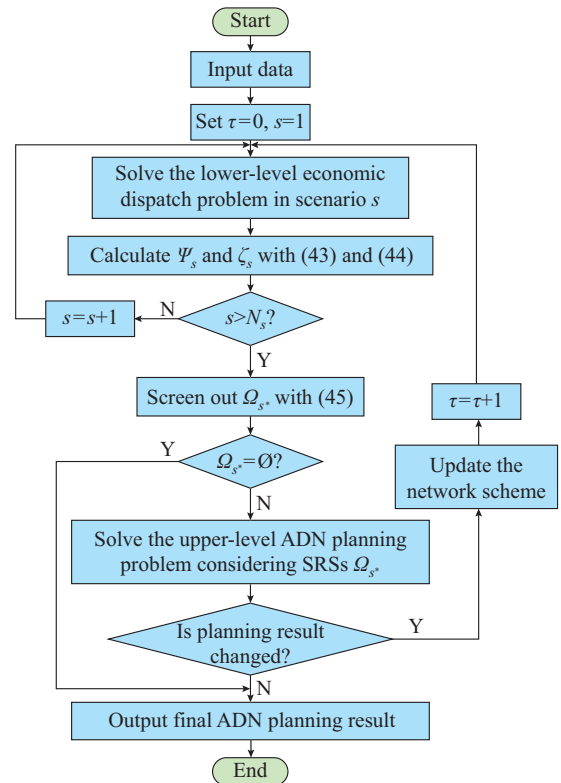 Start
Input data
Set τ=0, s=1
Solve the lower-level economic
dispatch problem in scenario s
Calculate Ψs and ζs with (43) and (44)
s=s+1
N
s>Ns?
Y
Screen out Ωs* with (45)
τ=τ+1
Y
Ωs*=Ø?
N
Update the
network scheme
Solve the upper-level ADN planning
problem considering SRSs Ωs*
Is planning result
changed?
Y
N
Output final ADN planning result
End